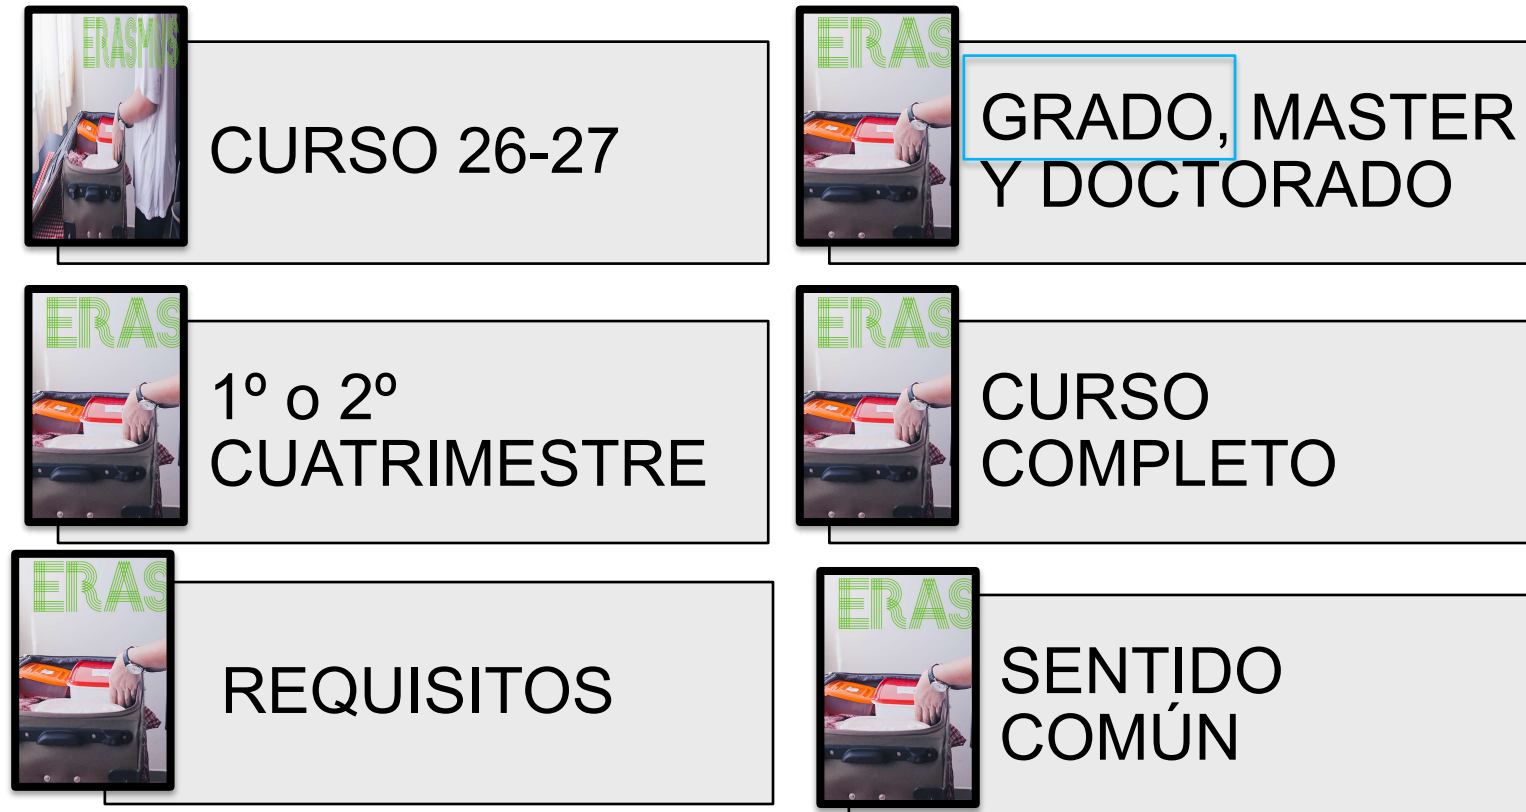 ERASMUS
CURSO 26-27
ERAS
GRADO, MASTER
Y DOCTORADO
ERAS
1º o 2º
CUATRIMESTRE
ERAS
CURSO
COMPLETO
ERAS
REQUISITOS
ERAS
SENTIDO
COMÚN